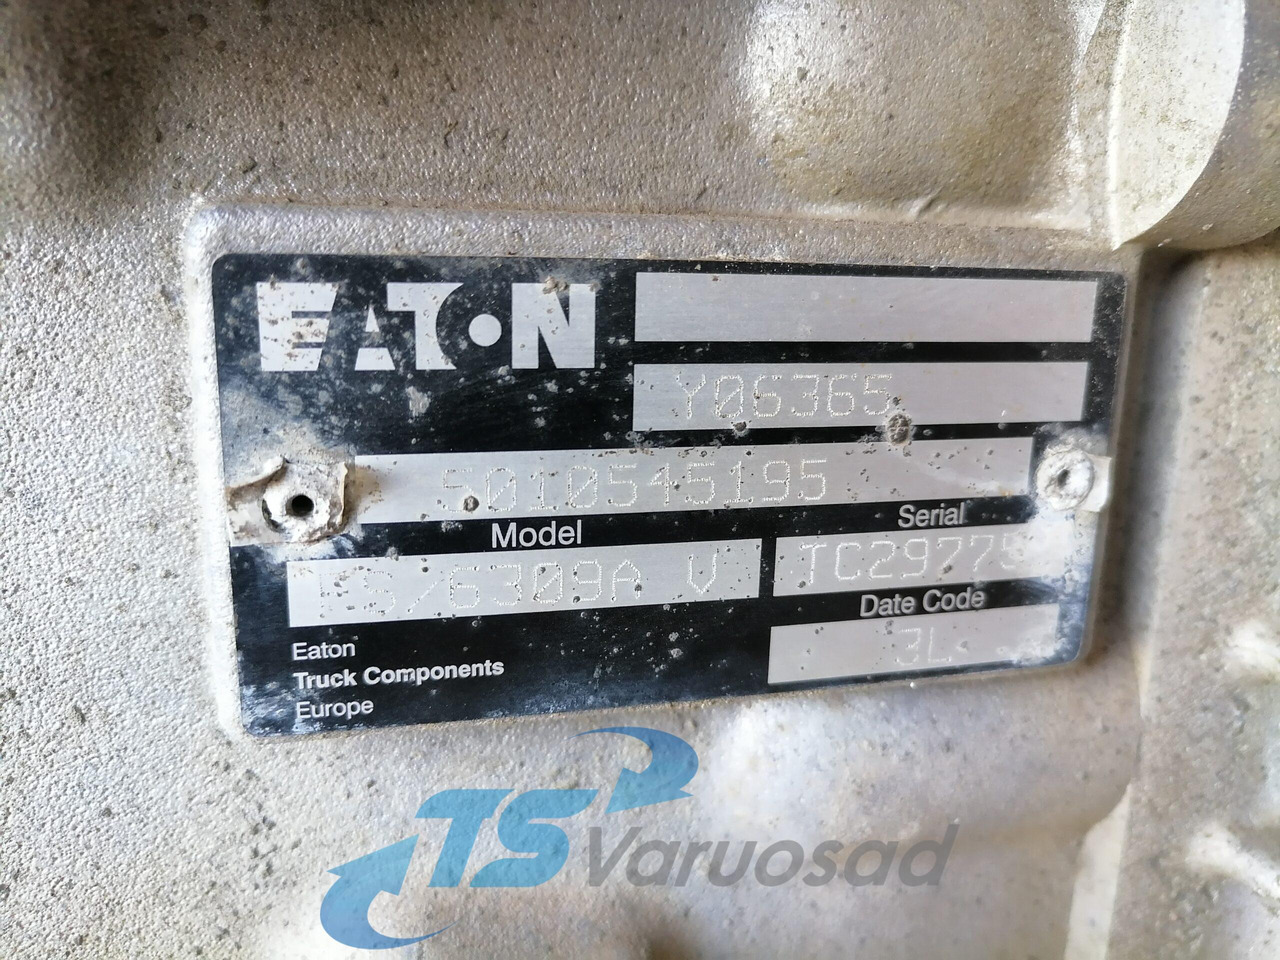 EATON
Y06365
5010545195
Model Serial
FS/6309A V TC29775
Date Code
Eaton 3L
Truck Components
Europe
TS Varuosad